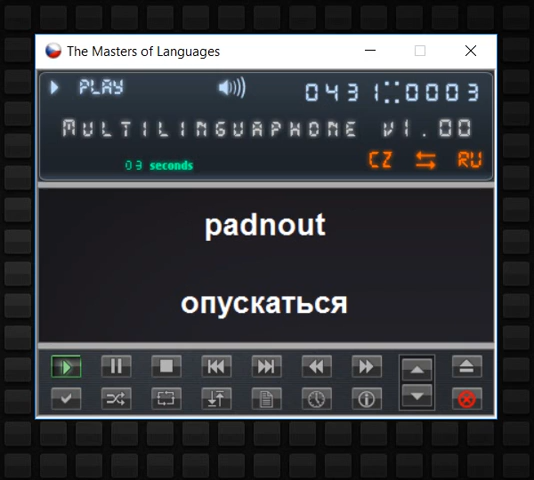 The Masters of Languages
PLAY
0431::0003
MULTILINGUAPHONE v1.00
03 seconds
CZ
RU
padnout
опускаться